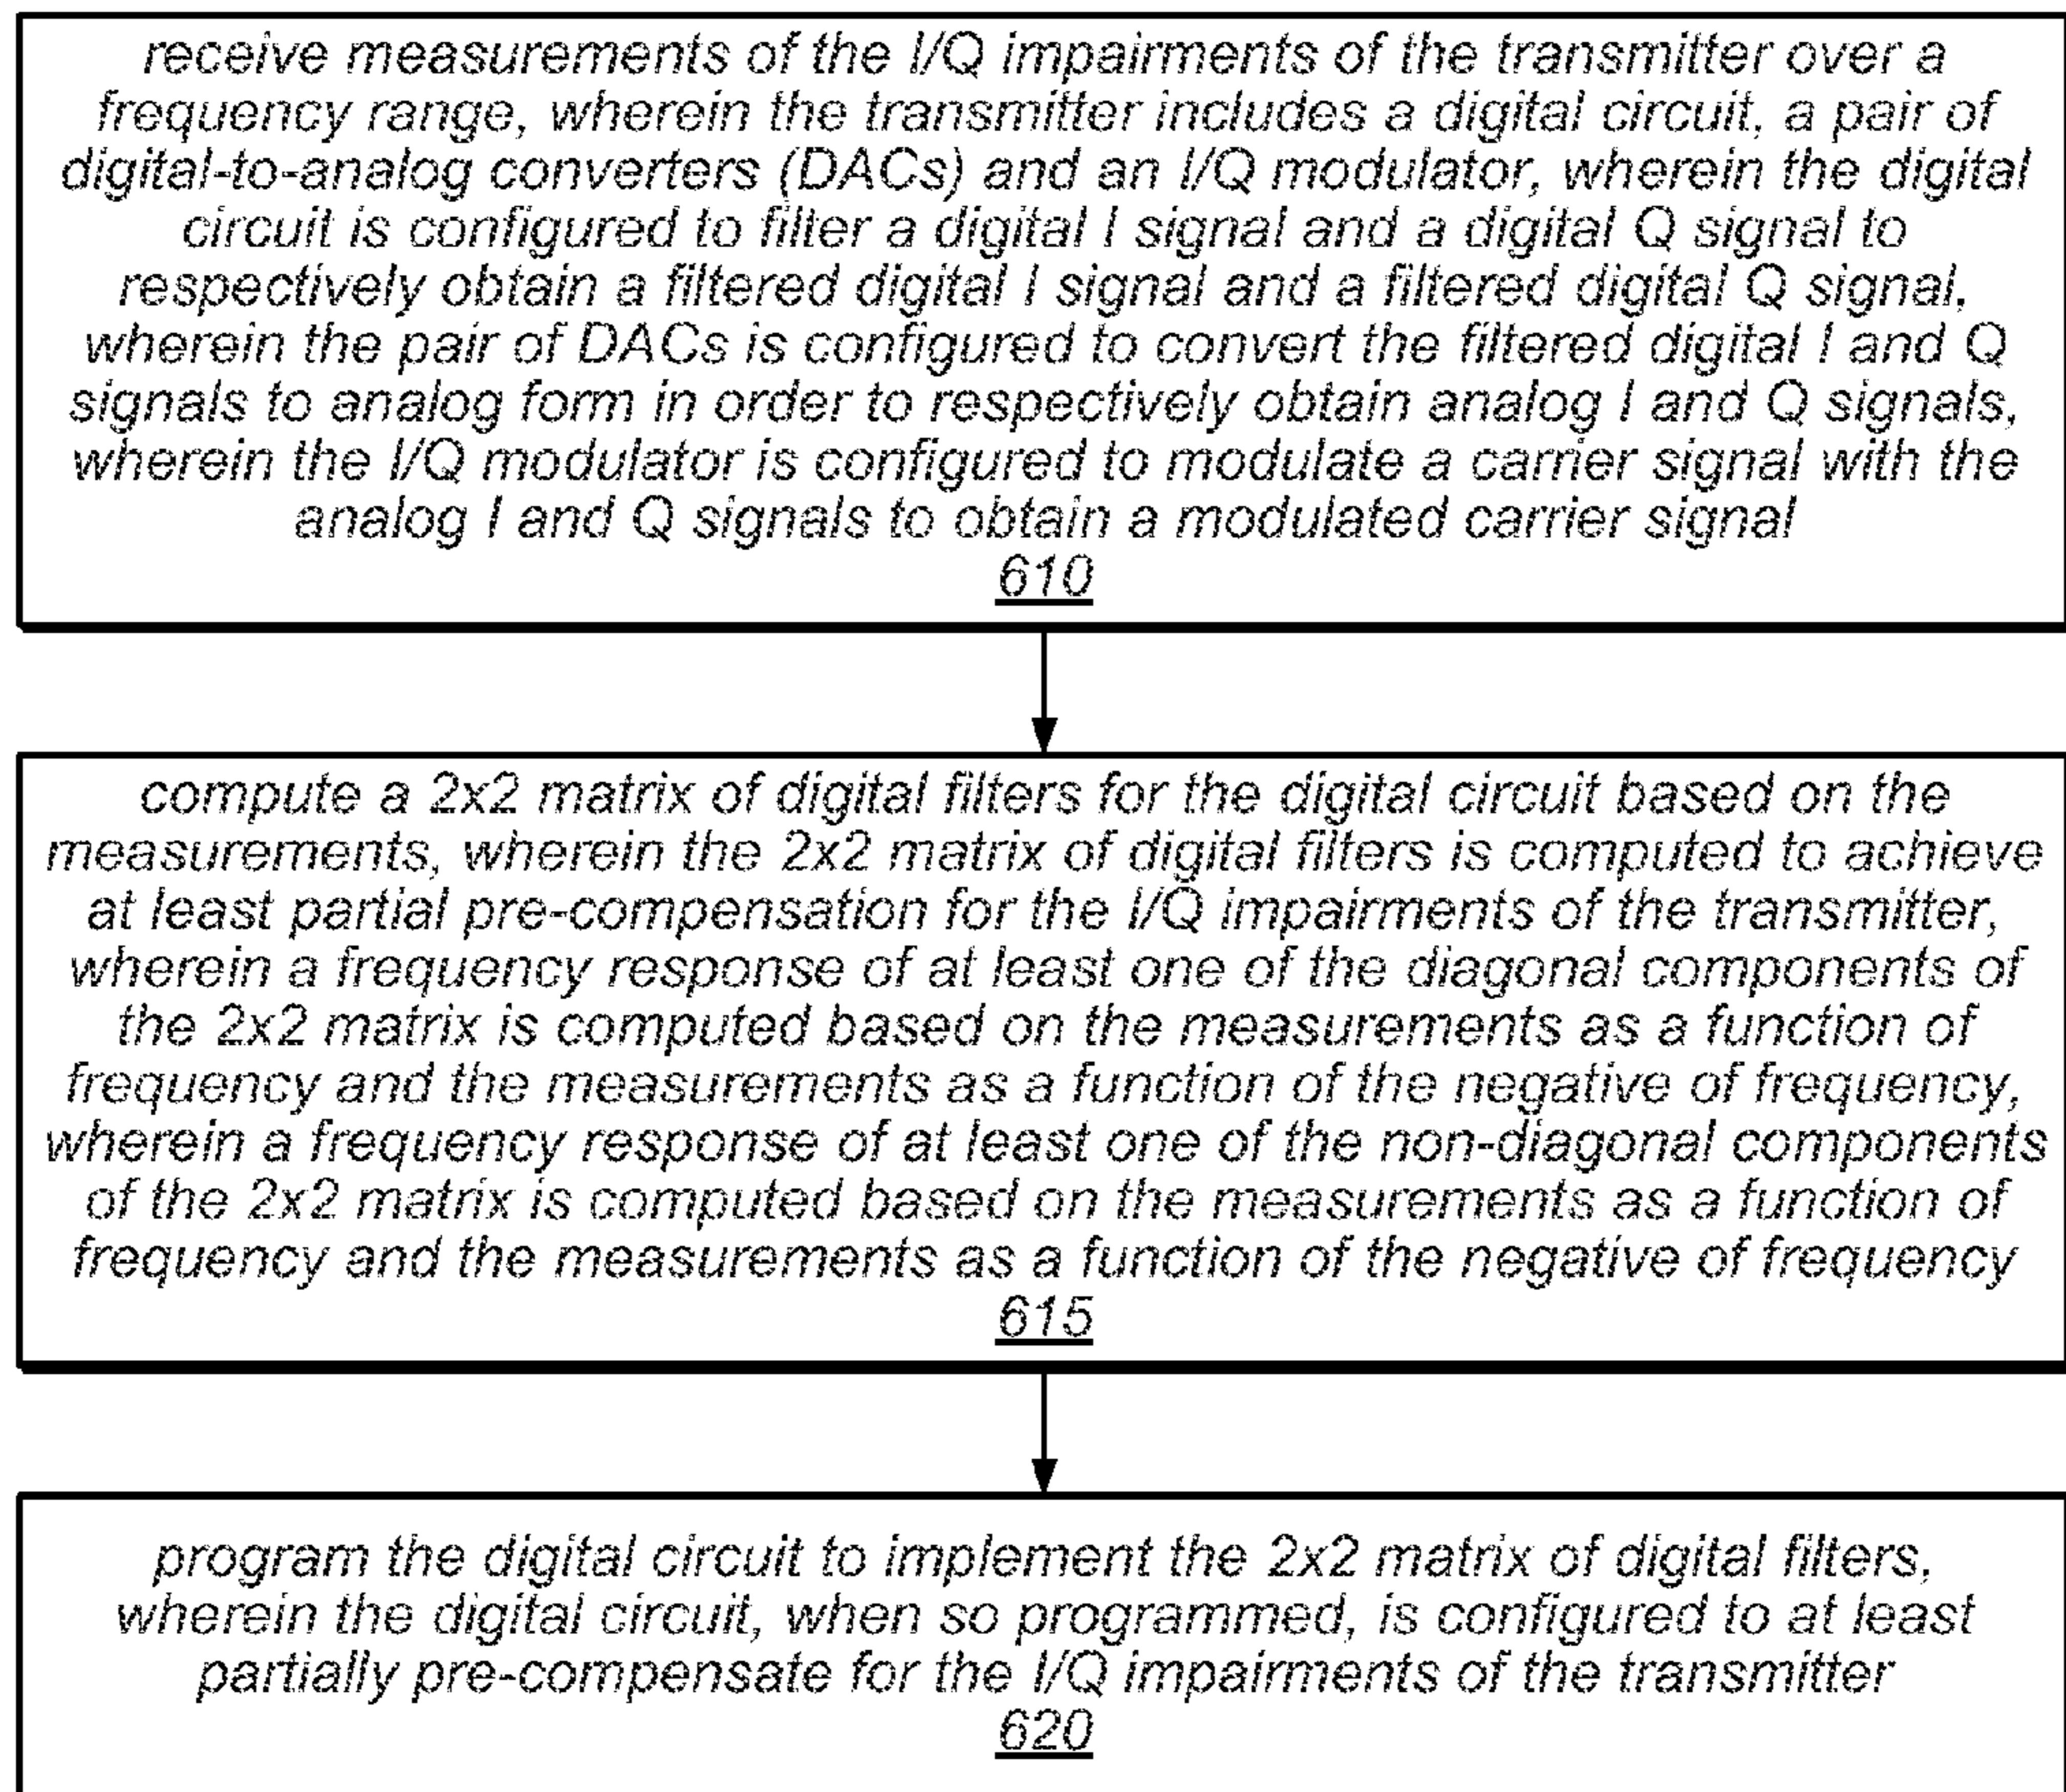 receive measurements of the I/Q impairments of the transmitter over a
frequency range, wherein the transmitter includes a digital circuit, a pair of
digital-to-analog converters (DACs) and an I/Q modulator, wherein the digital
circuit is configured to filter a digital I signal and a digital Q signal to
respectively obtain a filtered digital I signal and a filtered digital Q signal,
wherein the pair of DACs is configured to convert the filtered digital I and Q
signals to analog form in order to respectively obtain analog I and Q signals,
wherein the I/Q modulator is configured to modulate a carrier signal with the
analog I and Q signals to obtain a modulated carrier signal
610
compute a 2x2 matrix of digital filters for the digital circuit based on the
measurements, wherein the 2x2 matrix of digital filters is computed to achieve
at least partial pre-compensation for the I/Q impairments of the transmitter,
wherein a frequency response of at least one of the diagonal components of
the 2x2 matrix is computed based on the measurements as a function of
frequency and the measurements as a function of the negative of frequency,
wherein a frequency response of at least one of the non-diagonal components
of the 2x2 matrix is computed based on the measurements as a function of
frequency and the measurements as a function of the negative of frequency
615
program the digital circuit to implement the 2x2 matrix of digital filters,
wherein the digital circuit, when so programmed, is configured to at least
partially pre-compensate for the I/Q impairments of the transmitter
620